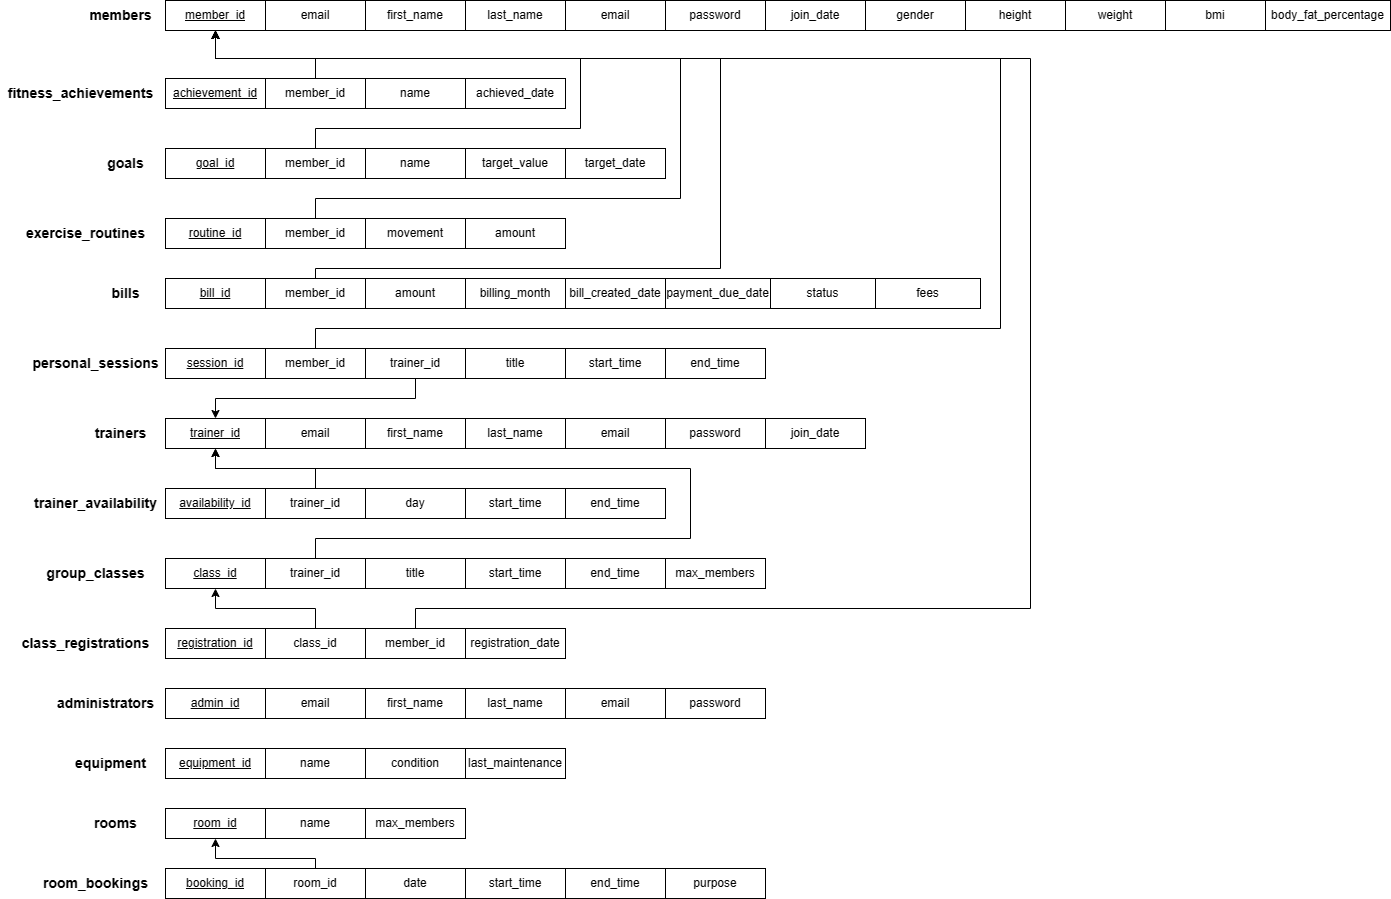 members member_id email first_name last_name email password join_date gender height weight bmi body_fat_percentage
fitness_achievements achievement_id member_id name achieved_date
goals goal_id member_id name target_value target_date
exercise_routines routine_id member_id movement amount
bills bill_id member_id amount billing_month bill_created_date payment_due_date status fees
personal_sessions session_id member_id trainer_id title start_time end_time
trainers trainer_id email first_name last_name email password join_date
trainer_availability availability_id trainer_id day start_time end_time
group_classes class_id trainer_id title start_time end_time max_members
class_registrations registration_id class_id member_id registration_date
administrators admin_id email first_name last_name email password
equipment equipment_id name condition last_maintenance
rooms room_id name max_members
room_bookings booking_id room_id date start_time end_time purpose